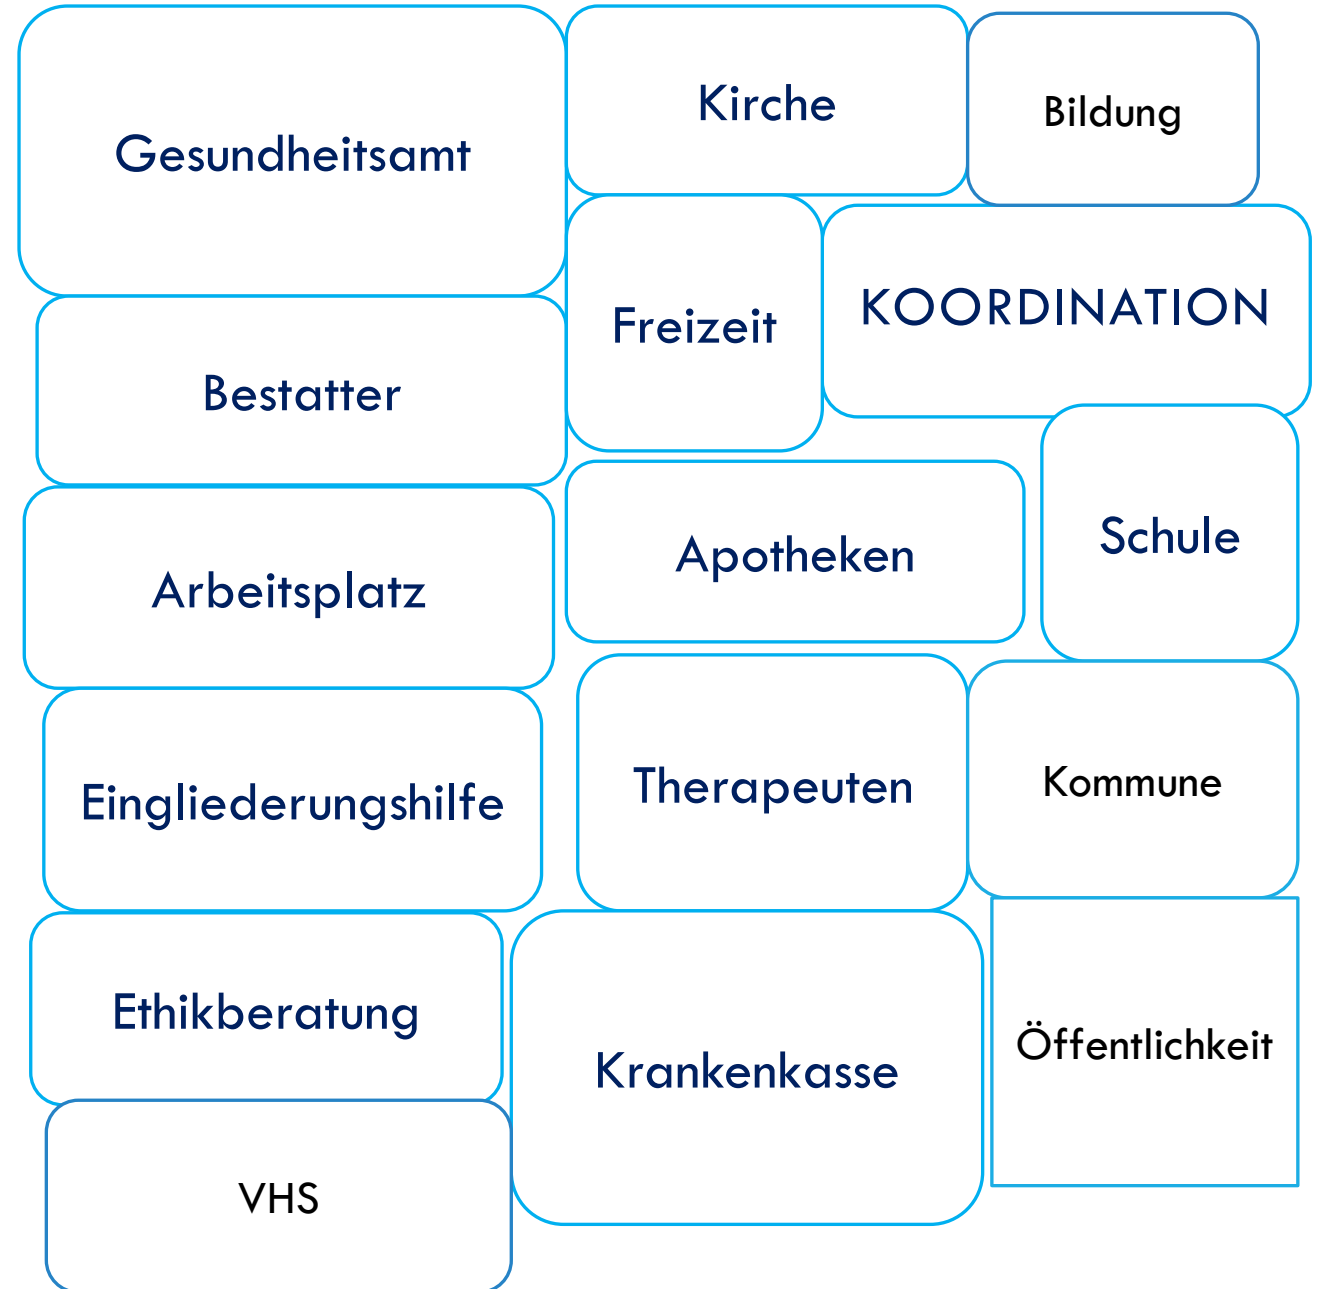 Gesundheitsamt
Kirche
Bildung
Freizeit
KOORDINATION
Bestatter
Apotheken
Schule
Arbeitsplatz
Eingliederungshilfe
Therapeuten
Kommune
Ethikberatung
Krankenkasse
Öffentlichkeit
VHS